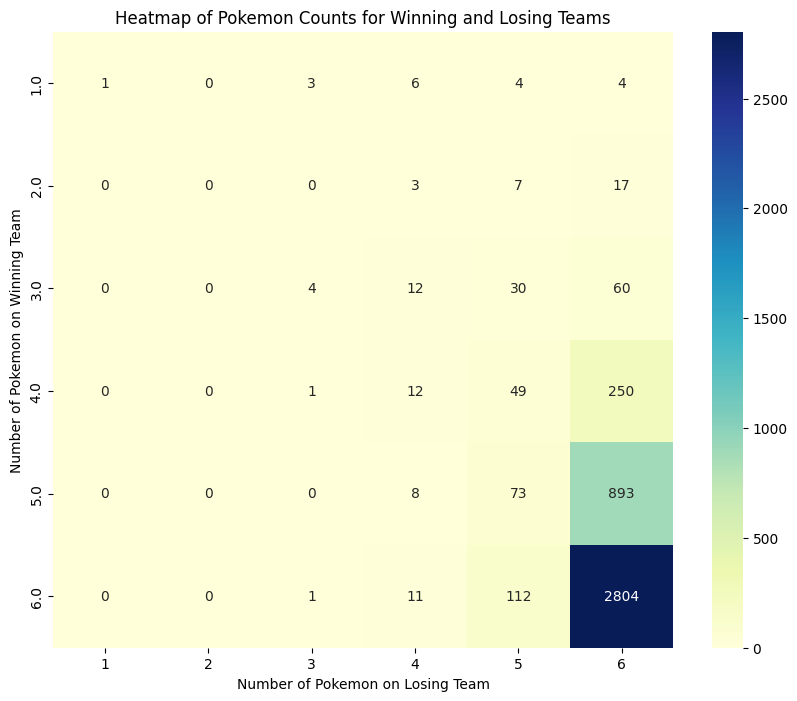 Heatmap of Pokemon Counts for Winning and Losing Teams
Number of Pokemon on Winning Team
1.0 1 0 3 6 4 4
2.0 0 0 0 3 7 17
3.0 0 0 4 12 30 60
4.0 0 0 1 12 49 250
5.0 0 0 0 8 73 893
6.0 0 0 1 11 112 2804
1 2 3 4 5 6
Number of Pokemon on Losing Team
2500
2000
1500
1000
500
0